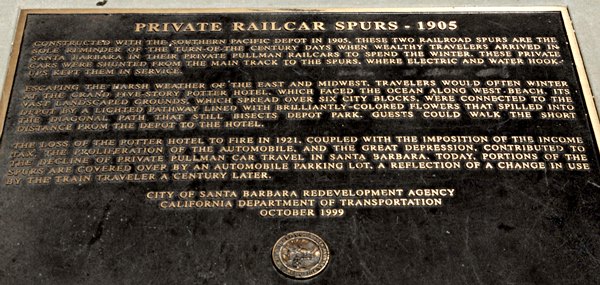 PRIVATE RAILCAR SPURS - 1905
CONSTRUCTED WITH THE SOUTHERN PACIFIC DEPOT IN 1905, THESE TWO RAILROAD SPURS ARE THE
SOLE REMINDER OF THE TURN-OF-THE CENTURY DAYS WHEN WEALTHY TRAVELERS ARRIVED IN
SANTA BARBARA IN THEIR PRIVATE PULLMAN RAILCARS TO SPEND THE WINTER. THESE PRIVATE
CARS WERE SHUNTED FROM THE MAIN TRACK TO THE SPURS, WHERE ELECTRIC AND WATER HOOK-
UPS KEPT THEM IN SERVICE.
ESCAPING THE HARSH WEATHER OF THE EAST AND MIDWEST, TRAVELERS WOULD OFTEN WINTER
AT THE GRAND FIVE-STORY POTTER HOTEL, WHICH FACED THE OCEAN ALONG WEST BEACH. ITS
VAST LANDSCAPED GROUNDS, WHICH SPREAD OVER SIX CITY BLOCKS, WERE CONNECTED TO THE
DEPOT BY A LIGHTED PATHWAY LINED WITH BRILLIANTLY-COLORED FLOWERS THAT SPILLED INTO
THE DIAGONAL PATH THAT STILL BISECTS DEPOT PARK. GUESTS COULD WALK THE SHORT
DISTANCE FROM THE DEPOT TO THE HOTEL.
THE LOSS OF THE POTTER HOTEL TO FIRE IN 1921, COUPLED WITH THE IMPOSITION OF THE INCOME
TAX, THE PROLIFERATION OF THE AUTOMOBILE, AND THE GREAT DEPRESSION, CONTRIBUTED TO
THE DECLINE OF PRIVATE PULLMAN CAR TRAVEL IN SANTA BARBARA. TODAY, PORTIONS OF THE
SPURS ARE COVERED OVER BY AN AUTOMOBILE PARKING LOT, A REFLECTION OF A CHANGE IN USE
BY THE TRAIN TRAVELER A CENTURY LATER.
CITY OF SANTA BARBARA REDEVELOPMENT AGENCY
CALIFORNIA DEPARTMENT OF TRANSPORTATION
OCTOBER 1999